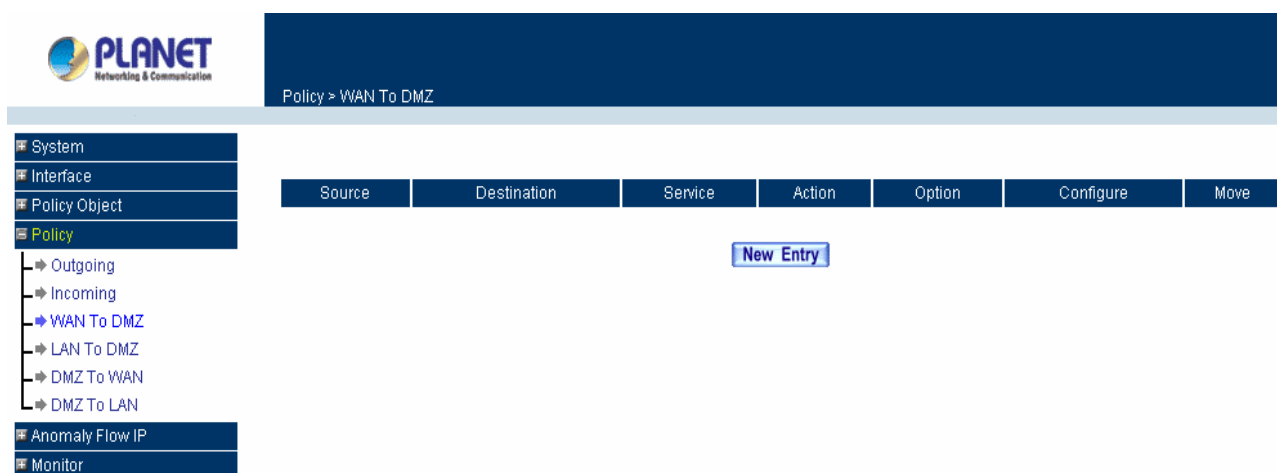 PLANET
Networking & Communication
Policy > WAN To DMZ
System
Interface
Policy Object
Policy
Outgoing
Incoming
WAN To DMZ
LAN To DMZ
DMZ To WAN
DMZ To LAN
Anomaly Flow IP
Monitor
Source Destination Service Action Option Configure Move
New Entry